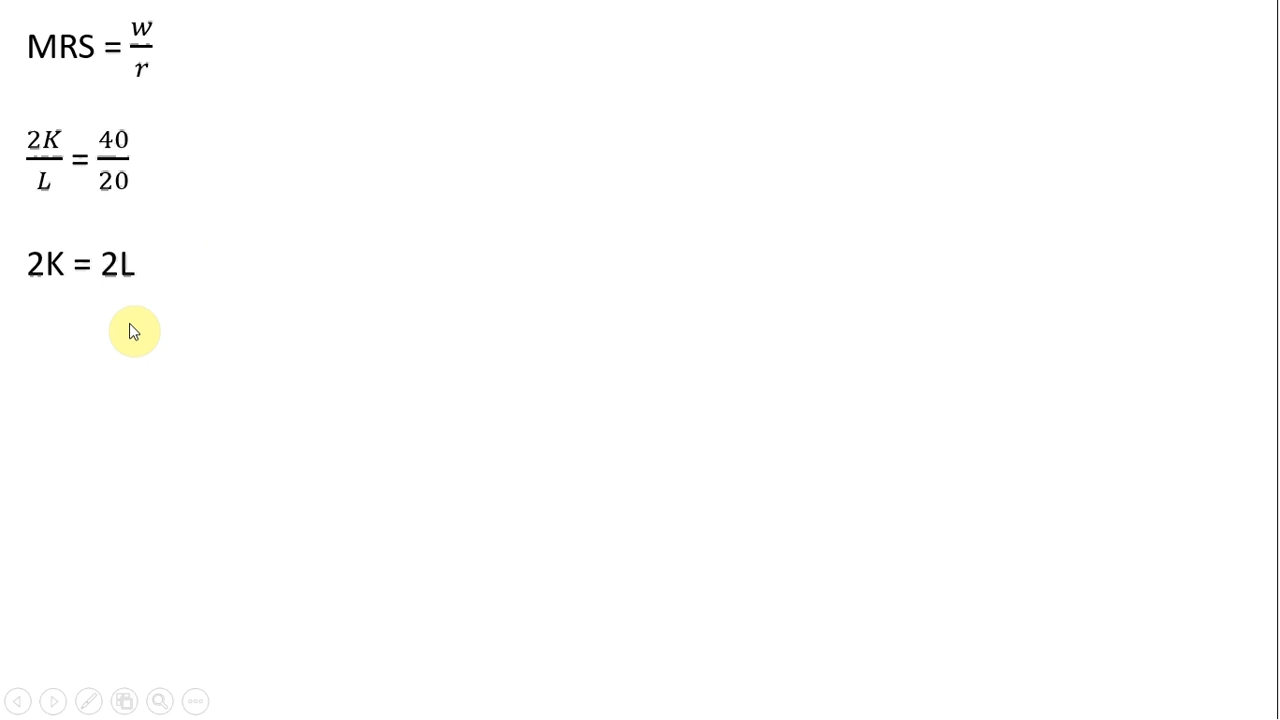 MRS = w/r
2K/L = 40/20
2K = 2L